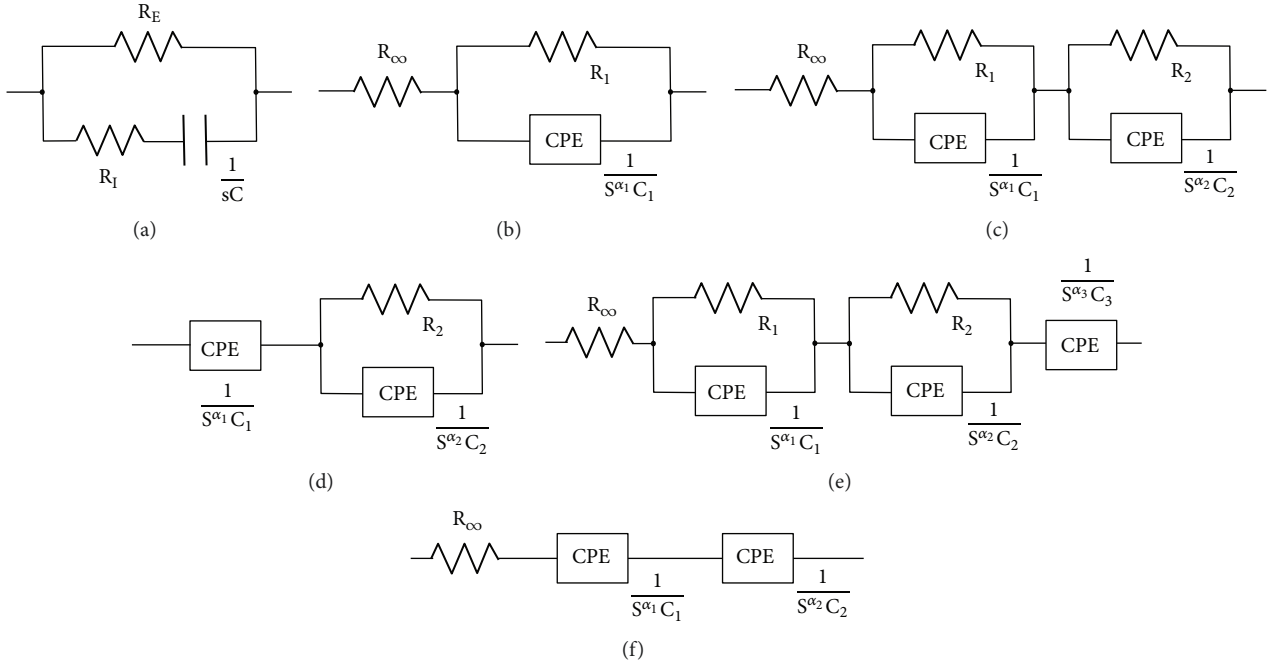 R_E
R_I
1
sC
(a)
R_∞
R_1
CPE
1
S^α1 C_1
(b)
R_∞
R_1
CPE
1
S^α1 C_1
R_2
CPE
1
S^α2 C_2
(c)
CPE
1
S^α1 C_1
R_2
CPE
1
S^α2 C_2
(d)
R_∞
R_1
CPE
1
S^α1 C_1
R_2
CPE
1
S^α2 C_2
1
S^α3 C_3
CPE
(e)
R_∞
CPE
1
S^α1 C_1
CPE
1
S^α2 C_2
(f)